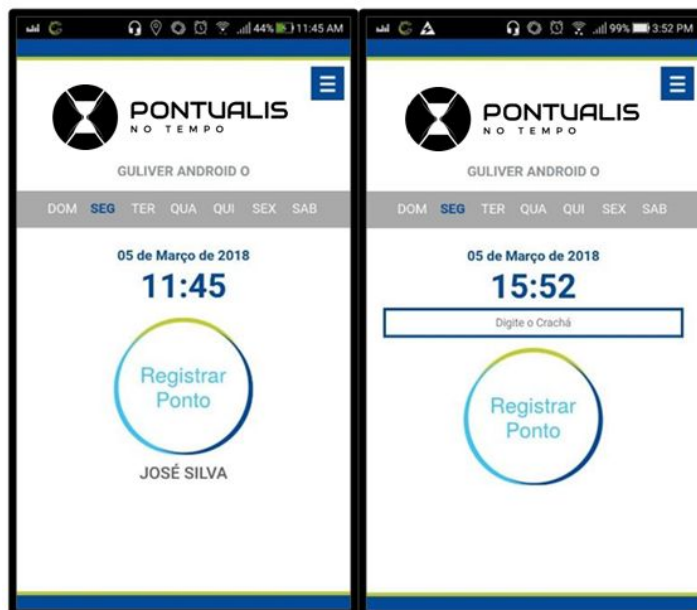 44% 11:45 AM
PONTUALIS
NO TEMPO
GULIVER ANDROID O
DOM SEG TER QUA QUI SEX SAB
05 de Março de 2018
11:45
Registrar
Ponto
JOSÉ SILVA
99% 3:52 PM
PONTUALIS
NO TEMPO
GULIVER ANDROID O
DOM SEG TER QUA QUI SEX SAB
05 de Março de 2018
15:52
Digite o Crachá
Registrar
Ponto